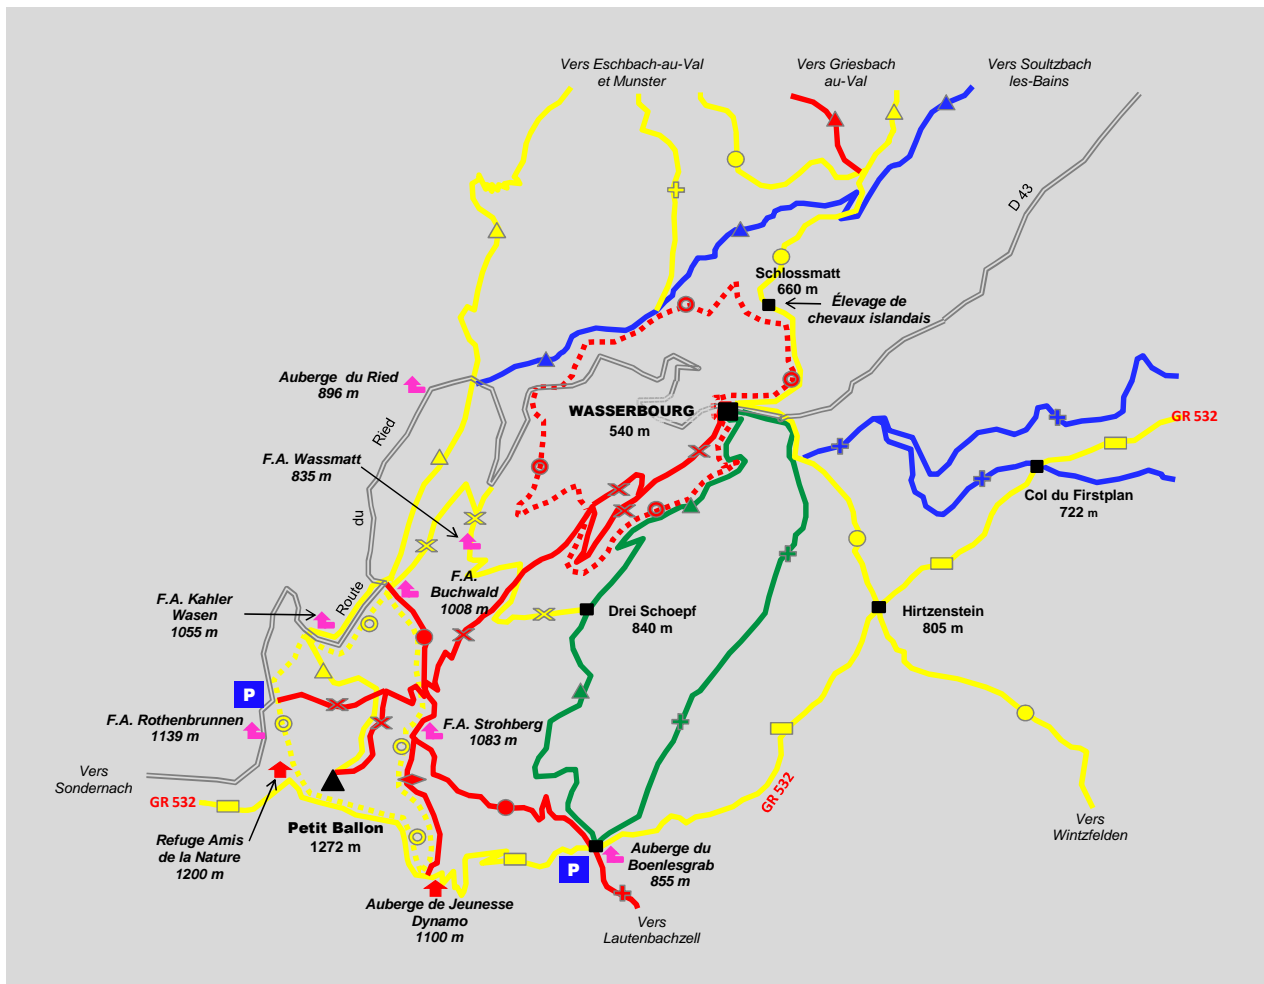 Vers Eschbach-au-Val
et Munster
Vers Griesbach
au-Val
Vers Soultzbach
les-Bains
D 43
Schlossmatt
660 m
Élevage de
chevaux islandais
Auberge du Ried
896 m
WASSERBOURG
540 m
GR 532
Ried
du
Route
F.A. Wassmatt
835 m
Col du Firstplan
722 m
F.A.
Buchwald
1008 m
F.A. Kahler
Wasen
1055 m
Drei Schoepf
840 m
Hirtzenstein
805 m
P
F.A. Rothenbrunnen
1139 m
F.A. Strohberg
1083 m
Vers
Sondernach
GR 532
GR 532
Petit Ballon
1272 m
Refuge Amis
de la Nature
1200 m
Vers
Wintzfelden
P
Auberge du
Boenlesgrab
855 m
Auberge de Jeunesse
Dynamo
1100 m
Vers
Lautenbachzell